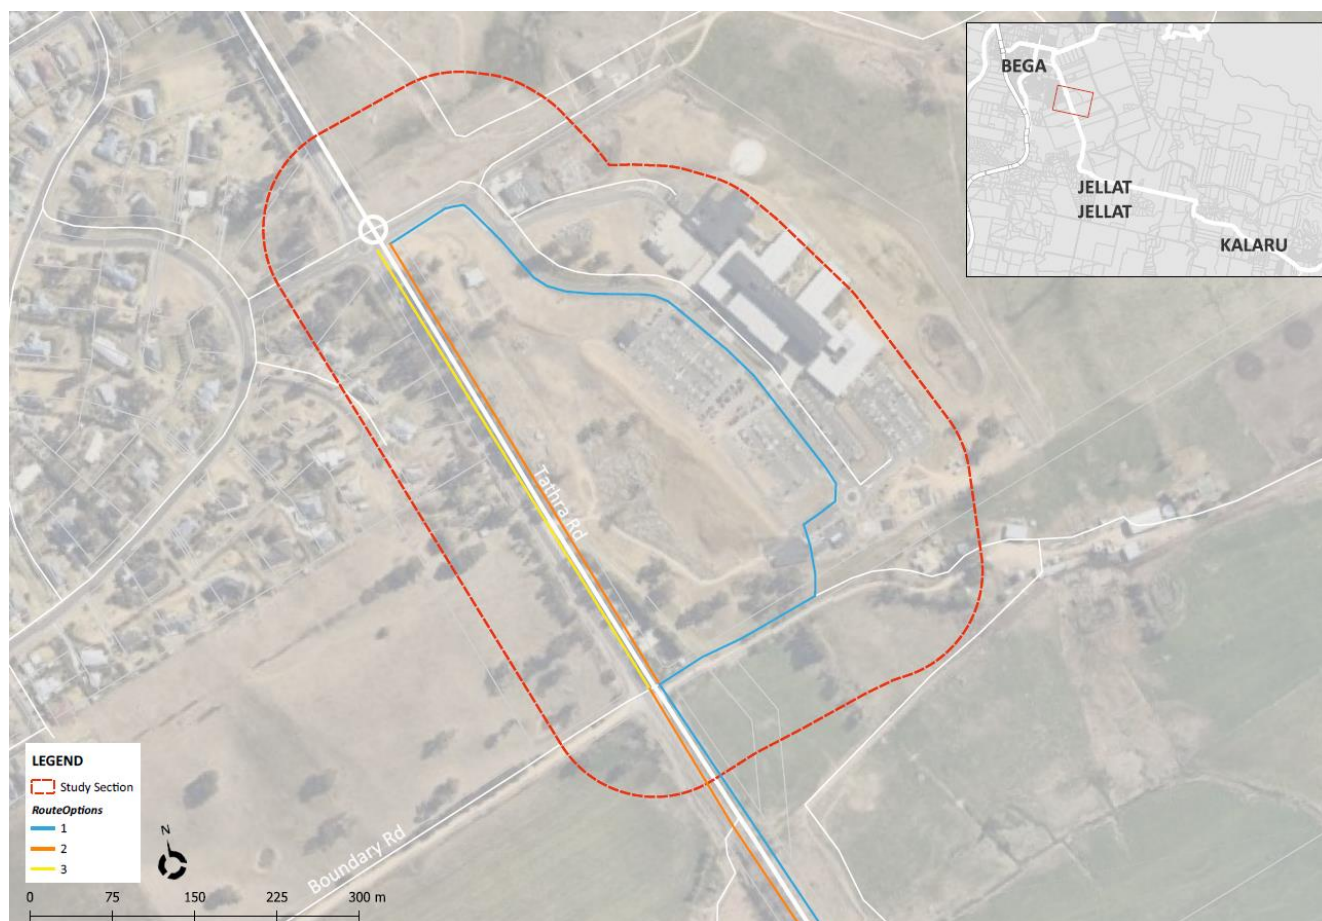 BEGA
JELLAT
JELLAT
KALARU
Tathra Rd
Boundary Rd
LEGEND
Study Section
RouteOptions
1
2
3
N
0 75 150 225 300 m